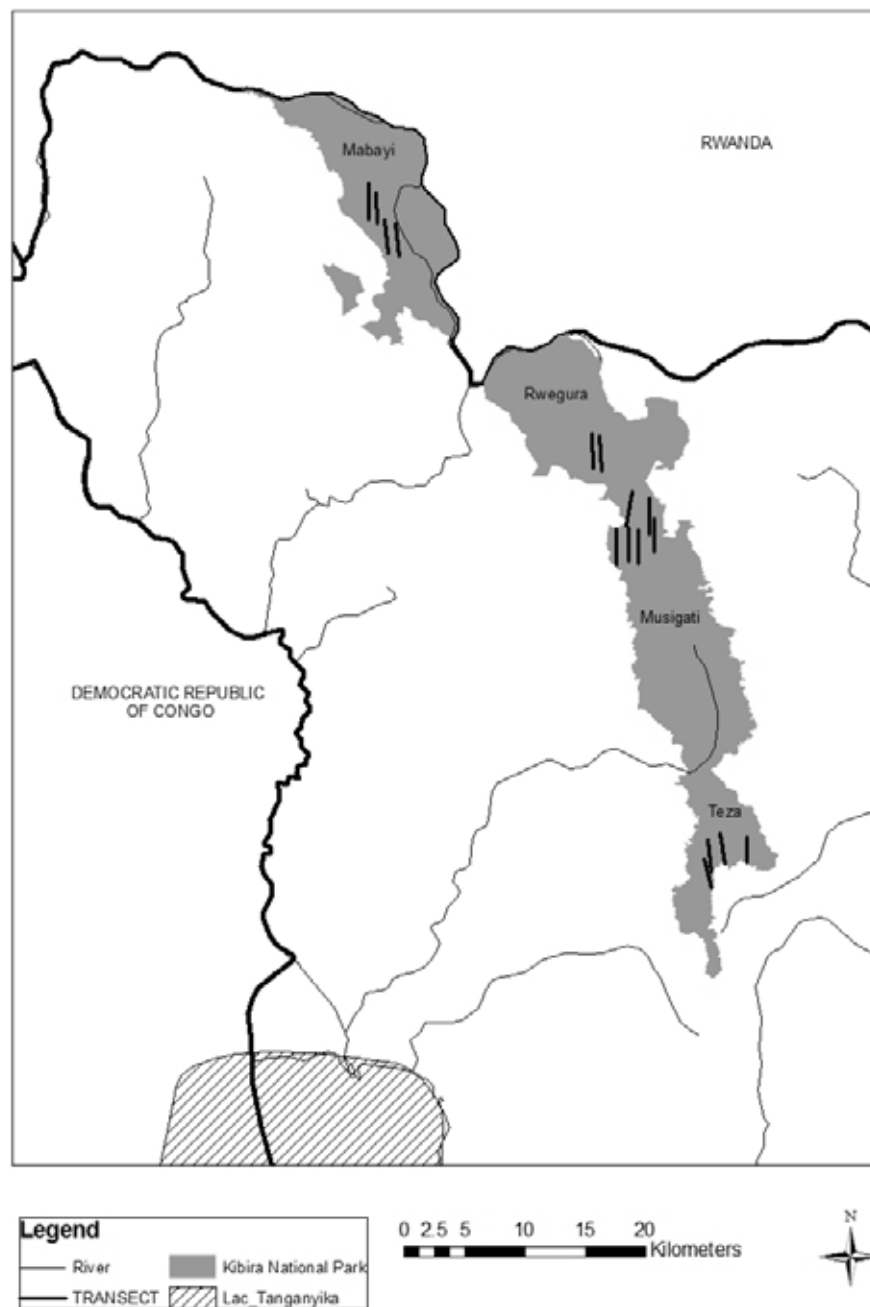 Mabayi
RWANDA
Rwegura
Musigati
DEMOCRATIC REPUBLIC
OF CONGO
Teza
Legend
River
Kibira National Park
TRANSECT
Lac_Tanganyika
0 2.5 5 10 15 20
Kilometers
N